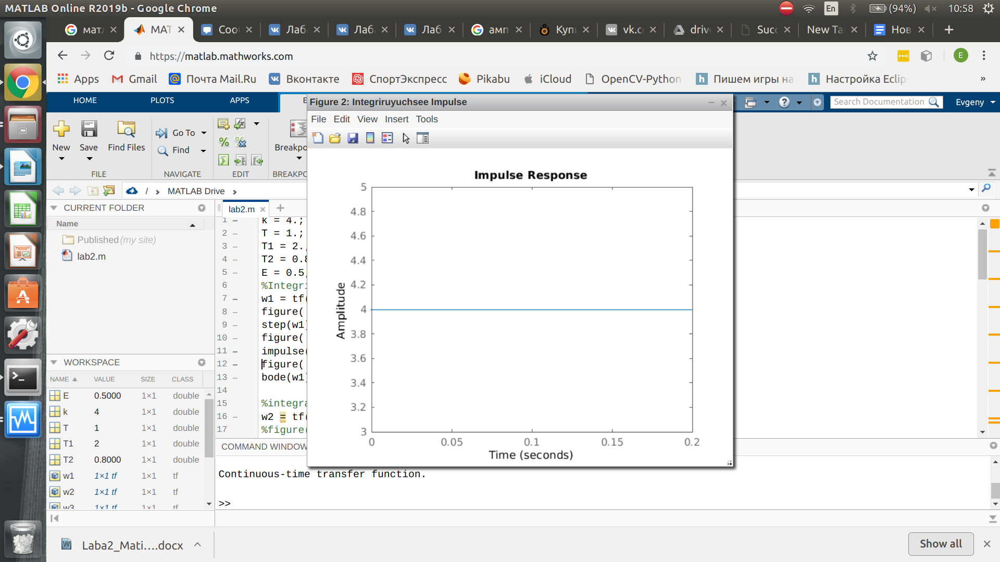 MATLAB Online R2019b - Google Chrome
En
(94%)
10:58
мат
MAT
Coo
Лаб
Лаб
Лаб
амп
Купи
vk.c
drive
Succ
New Ta
Нов
https://matlab.mathworks.com
E
Apps
Gmail
Почта Mail.Ru
Вконтакте
СпортЭкспресс
Pikabu
iCloud
OpenCV-Python
Пишем игры на
Настройка Eclip
»
HOME
PLOTS
APPS
E
Search Documentation
Evgeny
New
Save
Find Files
Go To
Find
Breakpo
FILE
NAVIGATE
EDIT
BREAKPO
/ › MATLAB Drive ›
CURRENT FOLDER
Name
Published (my site)
lab2.m
WORKSPACE
NAME VALUE SIZE CLASS
E 0.5000 1×1 double
k 4 1×1 double
T 1 1×1 double
T1 2 1×1 double
T2 0.8000 1×1 double
w1 1×1 tf 1×1 tf
w2 1×1 tf 1×1 tf
w3 1×1 tf 1×1 tf
lab2.m
1 – k = 4.;
2 – T = 1.;
3 – T1 = 2.
4 – T2 = 0.8
5 – E = 0.5
6 %Integri
7 – w1 = tf(
8 – figure(
9 – step(w1
10 – figure(
11 – impulse(
12 – figure(
13 – bode(w1
14
15 %integra
16 – w2 = tf(
17 %figure(
COMMAND WINDOW
Continuous-time transfer function.
>>
Figure 2: Integriruyuchsee Impulse
File Edit View Insert Tools
Impulse Response
Amplitude
5
4.8
4.6
4.4
4.2
4
3.8
3.6
3.4
3.2
3
0 0.05 0.1 0.15 0.2
Time (seconds)
Laba2_Mati....docx
Show all